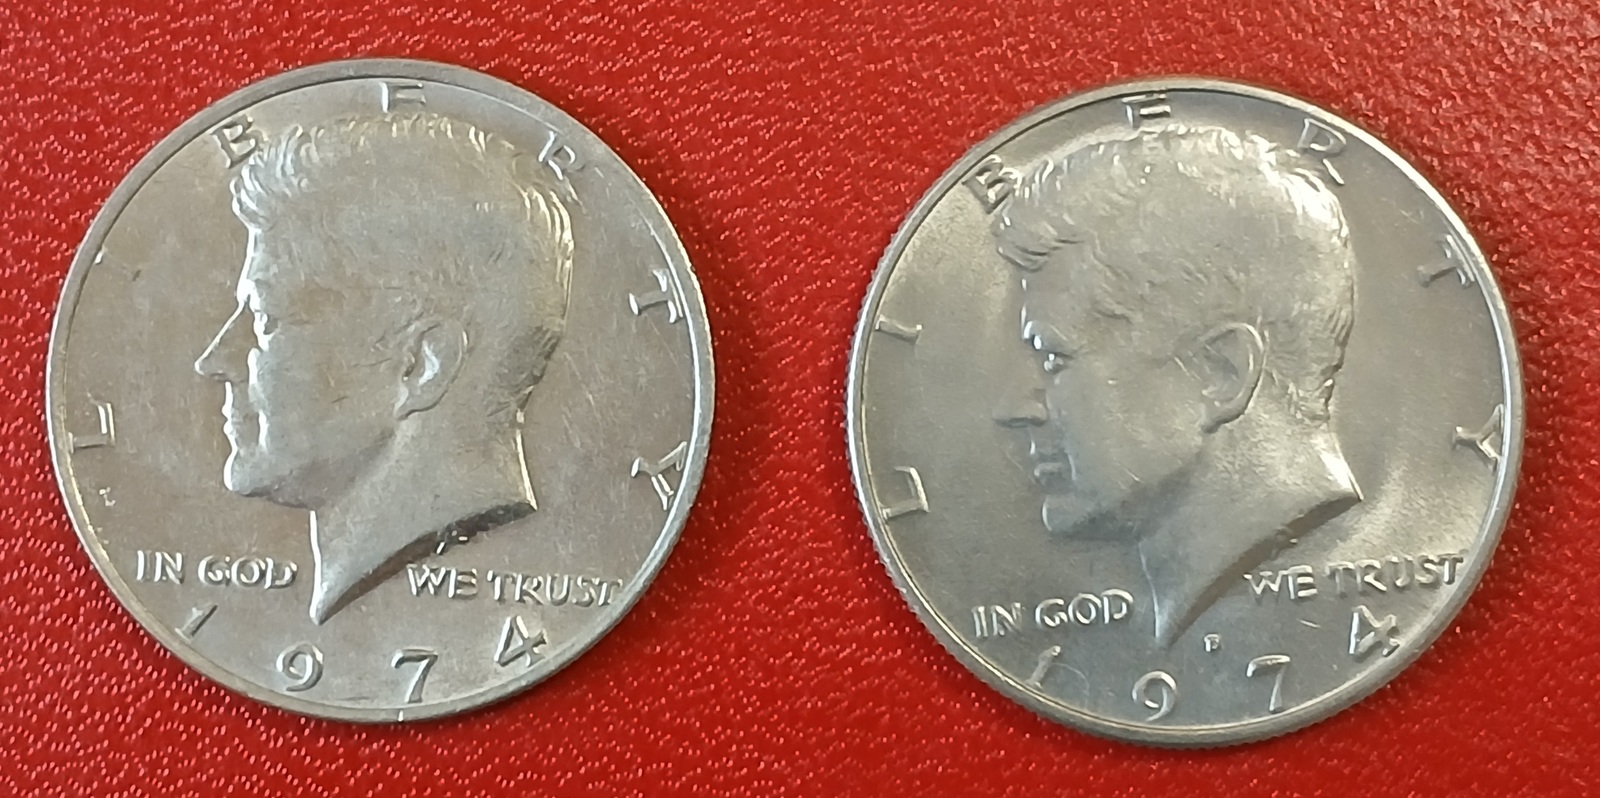 LIBERTY
IN GOD WE TRUST
1974
LIBERTY
IN GOD WE TRUST
D
1974